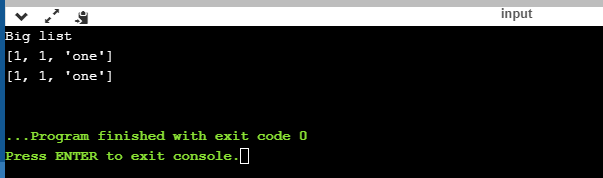 input
Big list
[1, 1, 'one']
[1, 1, 'one']
...Program finished with exit code 0
Press ENTER to exit console.